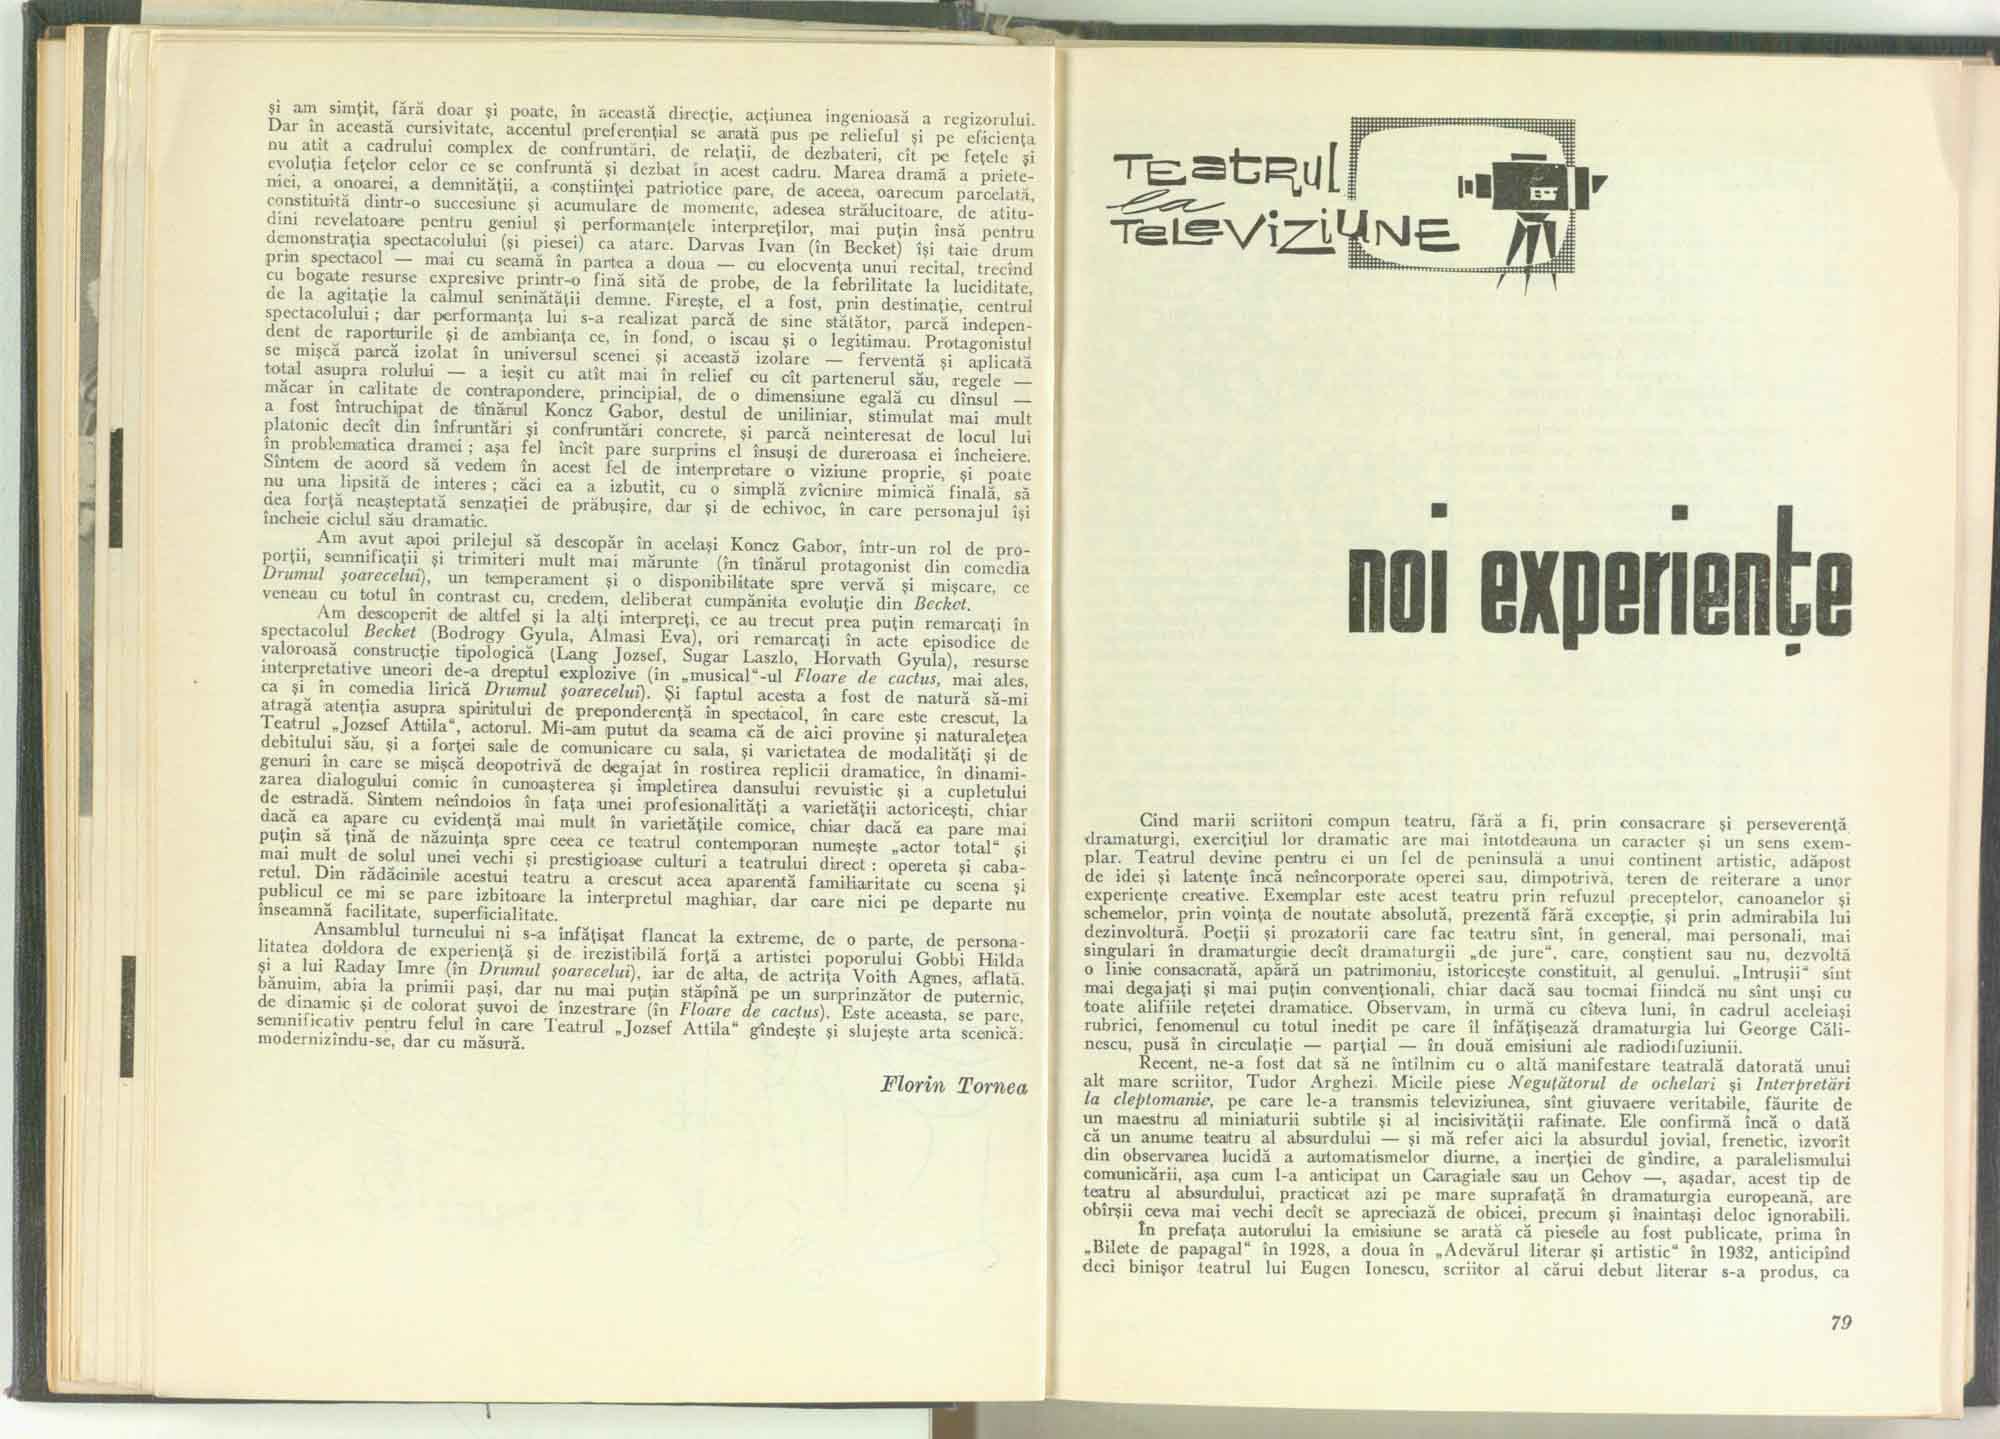 și am simțit, fără doar și poate, în această direcție, acțiunea ingenioasă a regizorului.
Dar în această cursivitate, accentul preferențial se arată pus pe relieful și pe eficiența
nu atît a cadrului complex de confruntări, de relații, de dezbateri, cît pe fețele și
evoluția fețelor celor ce se confruntă și dezbat în acest cadru. Marea dramă a priete-
niei, a onoarei, a demnității, a conștiinței patriotice pare, de aceea, oarecum parcelată,
constituită dintr-o succesiune și acumulare de momente, adesea strălucitoare, de atitu-
dini revelatoare pentru geniul și performanțele interpreților, mai puțin însă pentru
demonstrația spectacolului (și piesei) ca atare. Darvas Ivan (în Becket) își taie drum
prin spectacol — mai cu seamă în partea a doua — cu elocvența unui recital, trecînd
cu bogate resurse expresive printr-o fină sită de probe, de la febrilitate la luciditate,
de la agitație la calmul seninătății demne. Firește, el a fost, prin destinație, centrul
spectacolului ; dar performanța lui s-a realizat parcă de sine stătător, parcă indepen-
dent de raporturile și de ambianța ce, în fond, o iscau și o legitimau. Protagonistul
se mișcă parcă izolat în universul scenei și această izolare — ferventă și aplicată
total asupra rolului — a ieșit cu atît mai în relief cu cît partenerul său, regele —
măcar în calitate de contrapondere, principial, de o dimensiune egală cu dînsul —
a fost întruchipat de tînărul Koncz Gabor, destul de uniliniar, stimulat mai mult
platonic decît din înfruntări și confruntări concrete, și parcă neinteresat de locul lui
în problematica dramei ; așa fel încît pare surprins el însuși de dureroasa ei încheiere.
Sîntem de acord să vedem în acest fel de interpretare o viziune proprie, și poate
nu una lipsită de interes ; căci ea a izbutit, cu o simplă zvîcnire mimică finală, să
dea forță neașteptată senzației de prăbușire, dar și de echivoc, în care personajul își
încheie ciclul său dramatic.
Am avut apoi prilejul să descopăr în același Koncz Gabor, într-un rol de pro-
porții, semnificații și trimiteri mult mai mărunte (în tînărul protagonist din comedia
Drumul șoarecelui), un temperament și o disponibilitate spre vervă și mișcare, ce
veneau cu totul în contrast cu, credem, deliberat cumpănita evoluție din Becket.
Am descoperit de altfel și la alți interpreți, ce au trecut prea puțin remarcați în
spectacolul Becket (Bodrogy Gyula, Almasi Eva), ori remarcați în acte episodice de
valoroasă construcție tipologică (Lang Jozsef, Sugar Laszlo, Horvath Gyula), resurse
interpretative uneori de-a dreptul explozive (în „musical“-ul Floare de cactus, mai ales,
ca și în comedia lirică Drumul șoarecelui). Și faptul acesta a fost de natură să-mi
atragă atenția asupra spiritului de preponderență în spectacol, în care este crescut, la
Teatrul „Jozsef Attila“, actorul. Mi-am putut da seama că de aici provine și naturalețea
debitului său, și a forței sale de comunicare cu sala, și varietatea de modalități și de
genuri în care se mișcă deopotrivă de degajat în rostirea replicii dramatice, în dinami-
zarea dialogului comic în cunoașterea și împletirea dansului revuistic și a cupletului
de estradă. Sîntem neîndoios în fața unei profesionalități a varietății actoricești, chiar
dacă ea apare cu evidență mai mult în varietățile comice, chiar dacă ea pare mai
puțin să țină de năzuința spre ceea ce teatrul contemporan numește „actor total“ și
mai mult de solul unei vechi și prestigioase culturi a teatrului direct : opereta și caba-
retul. Din rădăcinile acestui teatru a crescut acea aparentă familiaritate cu scena și
publicul ce mi se pare izbitoare la interpretul maghiar, dar care nici pe departe nu
înseamnă facilitate, superficialitate.
Ansamblul turneului ni s-a înfățișat flancat la extreme, de o parte, de persona-
litatea doldora de experiență și de irezistibilă forță a artistei poporului Gobbi Hilda
și a lui Raday Imre (în Drumul șoarecelui), iar de alta, de actrița Voith Agnes, aflată,
bănuim, abia la primii pași, dar nu mai puțin stăpînă pe un surprinzător de puternic,
de dinamic și de colorat șuvoi de înzestrare (în Floare de cactus). Este aceasta, se pare,
semnificativ pentru felul în care Teatrul „Jozsef Attila“ gîndește și slujește arta scenică:
modernizîndu-se, dar cu măsură.
Florin Tornea
Teatrul
la
Televiziune
noi experiențe
Cînd marii scriitori compun teatru, fără a fi, prin consacrare și perseverență,
dramaturgi, exercițiul lor dramatic are mai întotdeauna un caracter și un sens exem-
plar. Teatrul devine pentru ei un fel de peninsulă a unui continent artistic, adăpost
de idei și latențe încă neîncorporate operei sau, dimpotrivă, teren de reiterare a unor
experiențe creative. Exemplar este acest teatru prin refuzul preceptelor, canoanelor și
schemelor, prin voința de noutate absolută, prezentă fără excepție, și prin admirabila lui
dezinvoltură. Poeții și prozatorii care fac teatru sînt, în general, mai personali, mai
singulari în dramaturgie decît dramaturgii „de jure“, care, conștient sau nu, dezvoltă
o linie consacrată, apără un patrimoniu, istoricește constituit, al genului. „Intrușii“ sînt
mai degajați și mai puțin convenționali, chiar dacă sau tocmai fiindcă nu sînt unși cu
toate alifiile rețetei dramatice. Observam, în urmă cu cîteva luni, în cadrul aceleiași
rubrici, fenomenul cu totul inedit pe care îl înfățișează dramaturgia lui George Căli-
nescu, pusă în circulație — parțial — în două emisiuni ale radiodifuziunii.
Recent, ne-a fost dat să ne întîlnim cu o altă manifestare teatrală datorată unui
alt mare scriitor, Tudor Arghezi. Micile piese Neguțătorul de ochelari și Interpretări
la cleptomanie, pe care le-a transmis televiziunea, sînt giuvaere veritabile, făurite de
un maestru al miniaturii subtile și al incisivității rafinate. Ele confirmă încă o dată
că un anume teatru al absurdului — și mă refer aici la absurdul jovial, frenetic, izvorît
din observarea lucidă a automatismelor diurne, a inerției de gîndire, a paralelismului
comunicării, așa cum l-a anticipat un Caragiale sau un Cehov —, așadar, acest tip de
teatru al absurdului, practicat azi pe mare suprafață în dramaturgia europeană, are
obîrșii ceva mai vechi decît se apreciază de obicei, precum și înaintași deloc ignorabili.
În prefața autorului la emisiune se arată că piesele au fost publicate, prima în
„Bilete de papagal“ în 1928, a doua în „Adevărul literar și artistic“ în 1932, anticipînd
deci binișor teatrul lui Eugen Ionescu, scriitor al cărui debut literar s-a produs, ca
79